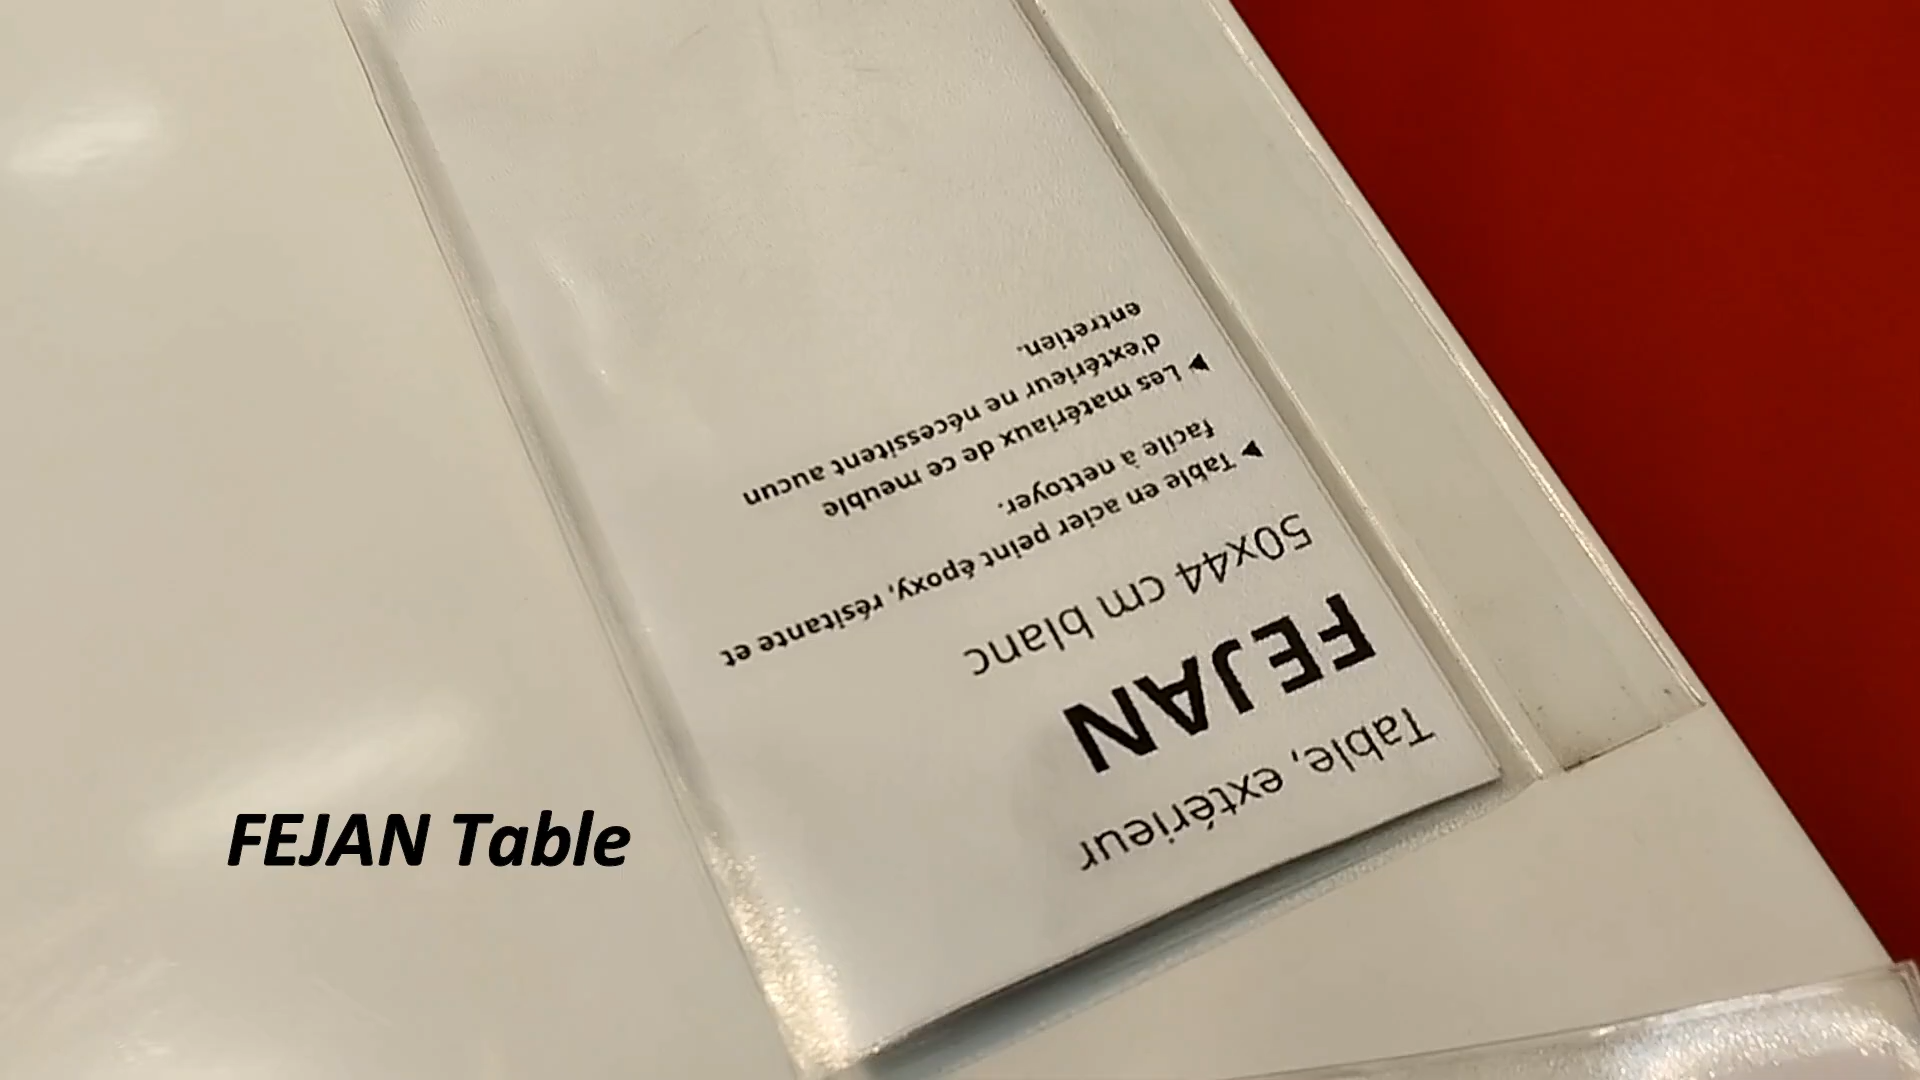 Table, extérieur
FEJAN
50x44 cm blanc
▸ Table en acier peint époxy, résitante et
facile à nettoyer.
▸ Les matériaux de ce meuble
d'extérieur ne nécessitent aucun
entretien.
FEJAN Table